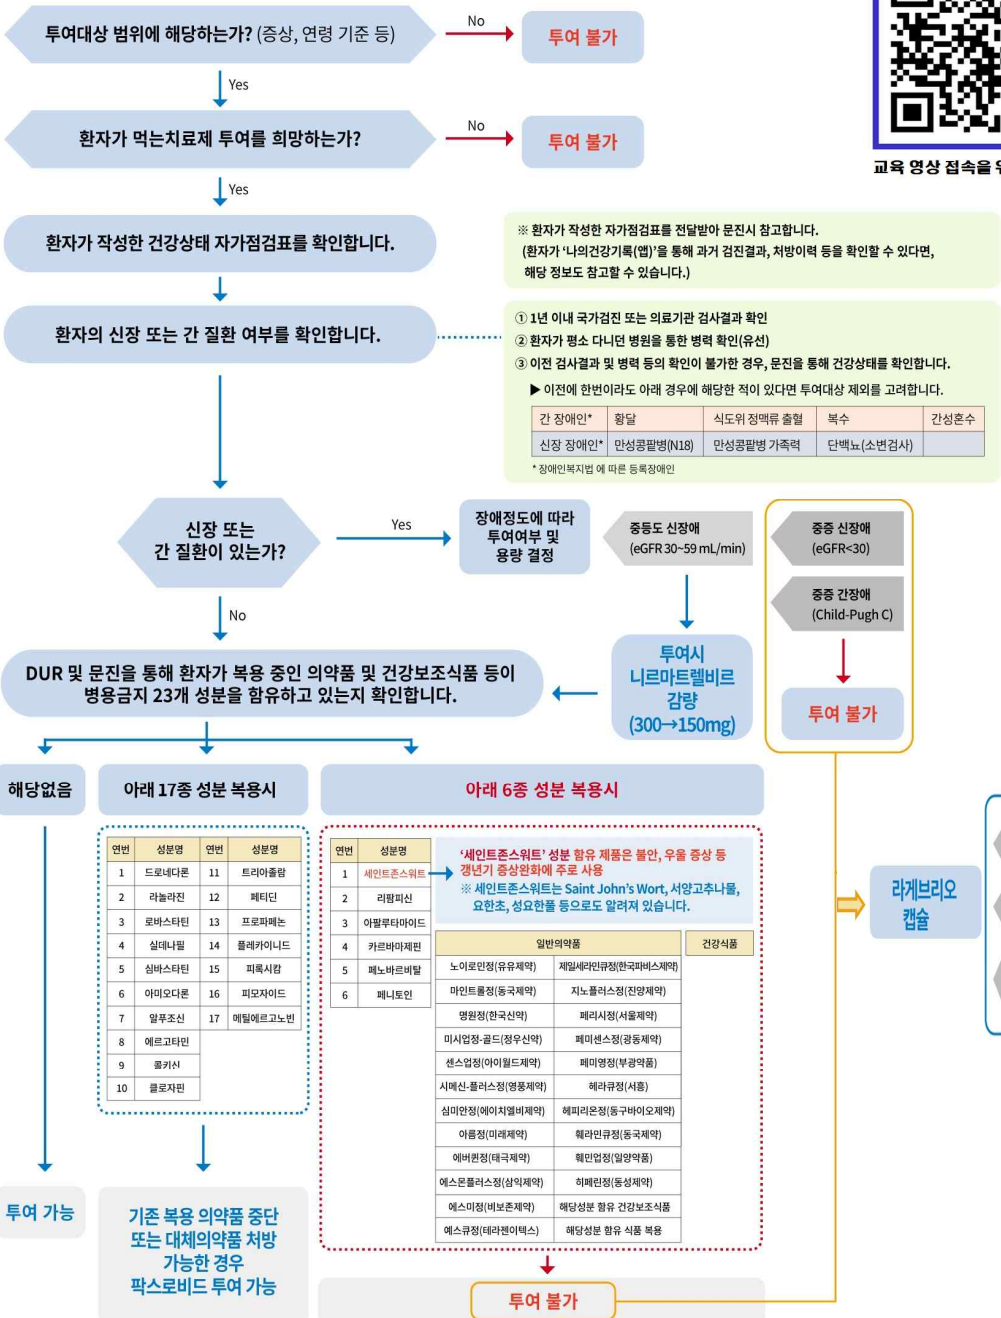 투여대상 범위에 해당하는가? (증상, 연령 기준 등)
No
투여 불가
Yes
환자가 먹는치료제 투여를 희망하는가?
No
투여 불가
Yes
교육 영상 접속을
환자가 작성한 건강상태 자가점검표를 확인합니다.
※ 환자가 작성한 자가점검표를 전달받아 문진시 참고합니다.
(환자가 ‘나의건강기록(앱)’을 통해 과거 검진결과, 처방이력 등을 확인할 수 있다면,
해당 정보도 참고할 수 있습니다.)
환자의 신장 또는 간 질환 여부를 확인합니다.
① 1년 이내 국가검진 또는 의료기관 검사결과 확인
② 환자가 평소 다니던 병원을 통한 병력 확인(유선)
③ 이전 검사결과 및 병력 등의 확인이 불가한 경우, 문진을 통해 건강상태를 확인합니다.
▶ 이전에 한번이라도 아래 경우에 해당한 적이 있다면 투여대상 제외를 고려합니다.
간 장애인* 황달 식도위 정맥류 출혈 복수 간성혼수
신장 장애인* 만성콩팥병(N18) 만성콩팥병 가족력 단백뇨(소변검사)
* 장애인복지법 에 따른 등록장애인
신장 또는
간 질환이 있는가?
Yes
장애정도에 따라
투여여부 및
용량 결정
중등도 신장애
(eGFR 30~59 mL/min)
중증 신장애
(eGFR<30)
중증 간장애
(Child-Pugh C)
No
투여시
니르마트렐비르
감량
(300→150mg)
투여 불가
DUR 및 문진을 통해 환자가 복용 중인 의약품 및 건강보조식품 등이
병용금지 23개 성분을 함유하고 있는지 확인합니다.
해당없음
아래 17종 성분 복용시
아래 6종 성분 복용시
연번 성분명 연번 성분명
1 드로네다론 11 트리아졸람
2 라놀라진 12 페티딘
3 로바스타틴 13 프로파페논
4 실데나필 14 플레카이니드
5 심바스타틴 15 피록시캄
6 아미오다론 16 피모자이드
7 알푸조신 17 메틸에르고노빈
8 에르고타민
9 콜키신
10 클로자핀
연번 성분명
1 세인트존스워트
2 리팜피신
3 아팔루타마이드
4 카르바마제핀
5 페노바르비탈
6 페니토인
‘세인트존스워트’ 성분 함유 제품은 불안, 우울 증상 등
갱년기 증상완화에 주로 사용
※ 세인트존스워트는 Saint John’s Wort, 서양고추나물,
요한초, 성요한풀 등으로도 알려져 있습니다.
일반의약품 건강식품
노이로민정(유유제약) 제일세라민큐정(한국파비스제약)
마인트롤정(동국제약) 지노플러스정(진양제약)
명원정(한국신약) 페리시정(서울제약)
미시업정-골드(정우신약) 페미센스정(광동제약)
센스업정(아이월드제약) 페미영정(부광약품)
시메신-플러스정(영풍제약) 헤라큐정(서흥)
심미안정(에이치엘비제약) 헤피리온정(동구바이오제약)
아름정(미래제약) 훼라민큐정(동국제약)
에버퀸정(태극제약) 훼민업정(일양약품)
에스몬플러스정(삼익제약) 히페린정(동성제약)
에스미정(비보존제약) 해당성분 함유 건강보조식품
예스큐정(테라젠이텍스) 해당성분 함유 식품 복용
라게브리오
캡슐
투여 가능
기존 복용 의약품 중단
또는 대체의약품 처방
가능한 경우
팍스로비드 투여 가능
투여 불가